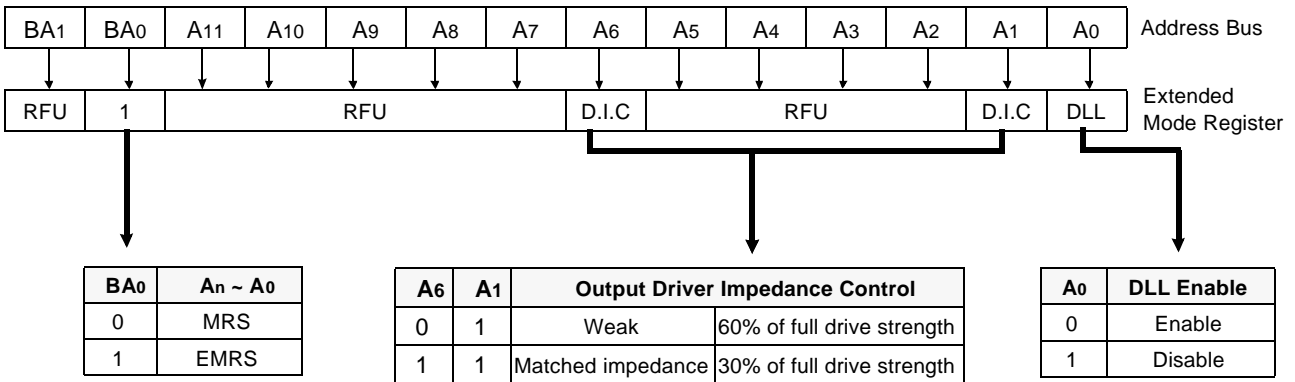 BA1 BA0 A11 A10 A9 A8 A7 A6 A5 A4 A3 A2 A1 A0 Address Bus
RFU 1 RFU D.I.C RFU D.I.C DLL Extended
Mode Register
BA0 An ~ A0
0 MRS
1 EMRS
A6 A1 Output Driver Impedance Control
0 1 Weak 60% of full drive strength
1 1 Matched impedance 30% of full drive strength
A0 DLL Enable
0 Enable
1 Disable